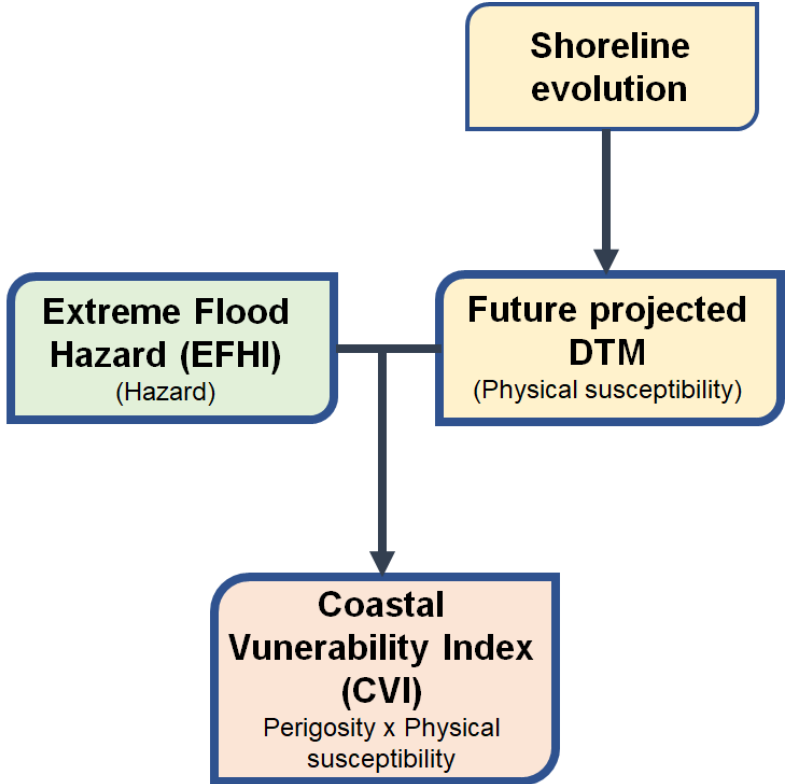 Shoreline
evolution
Extreme Flood
Hazard (EFHI)
(Hazard)
Future projected
DTM
(Physical susceptibility)
Coastal
Vunerability Index
(CVI)
Perigosity x Physical
susceptibility